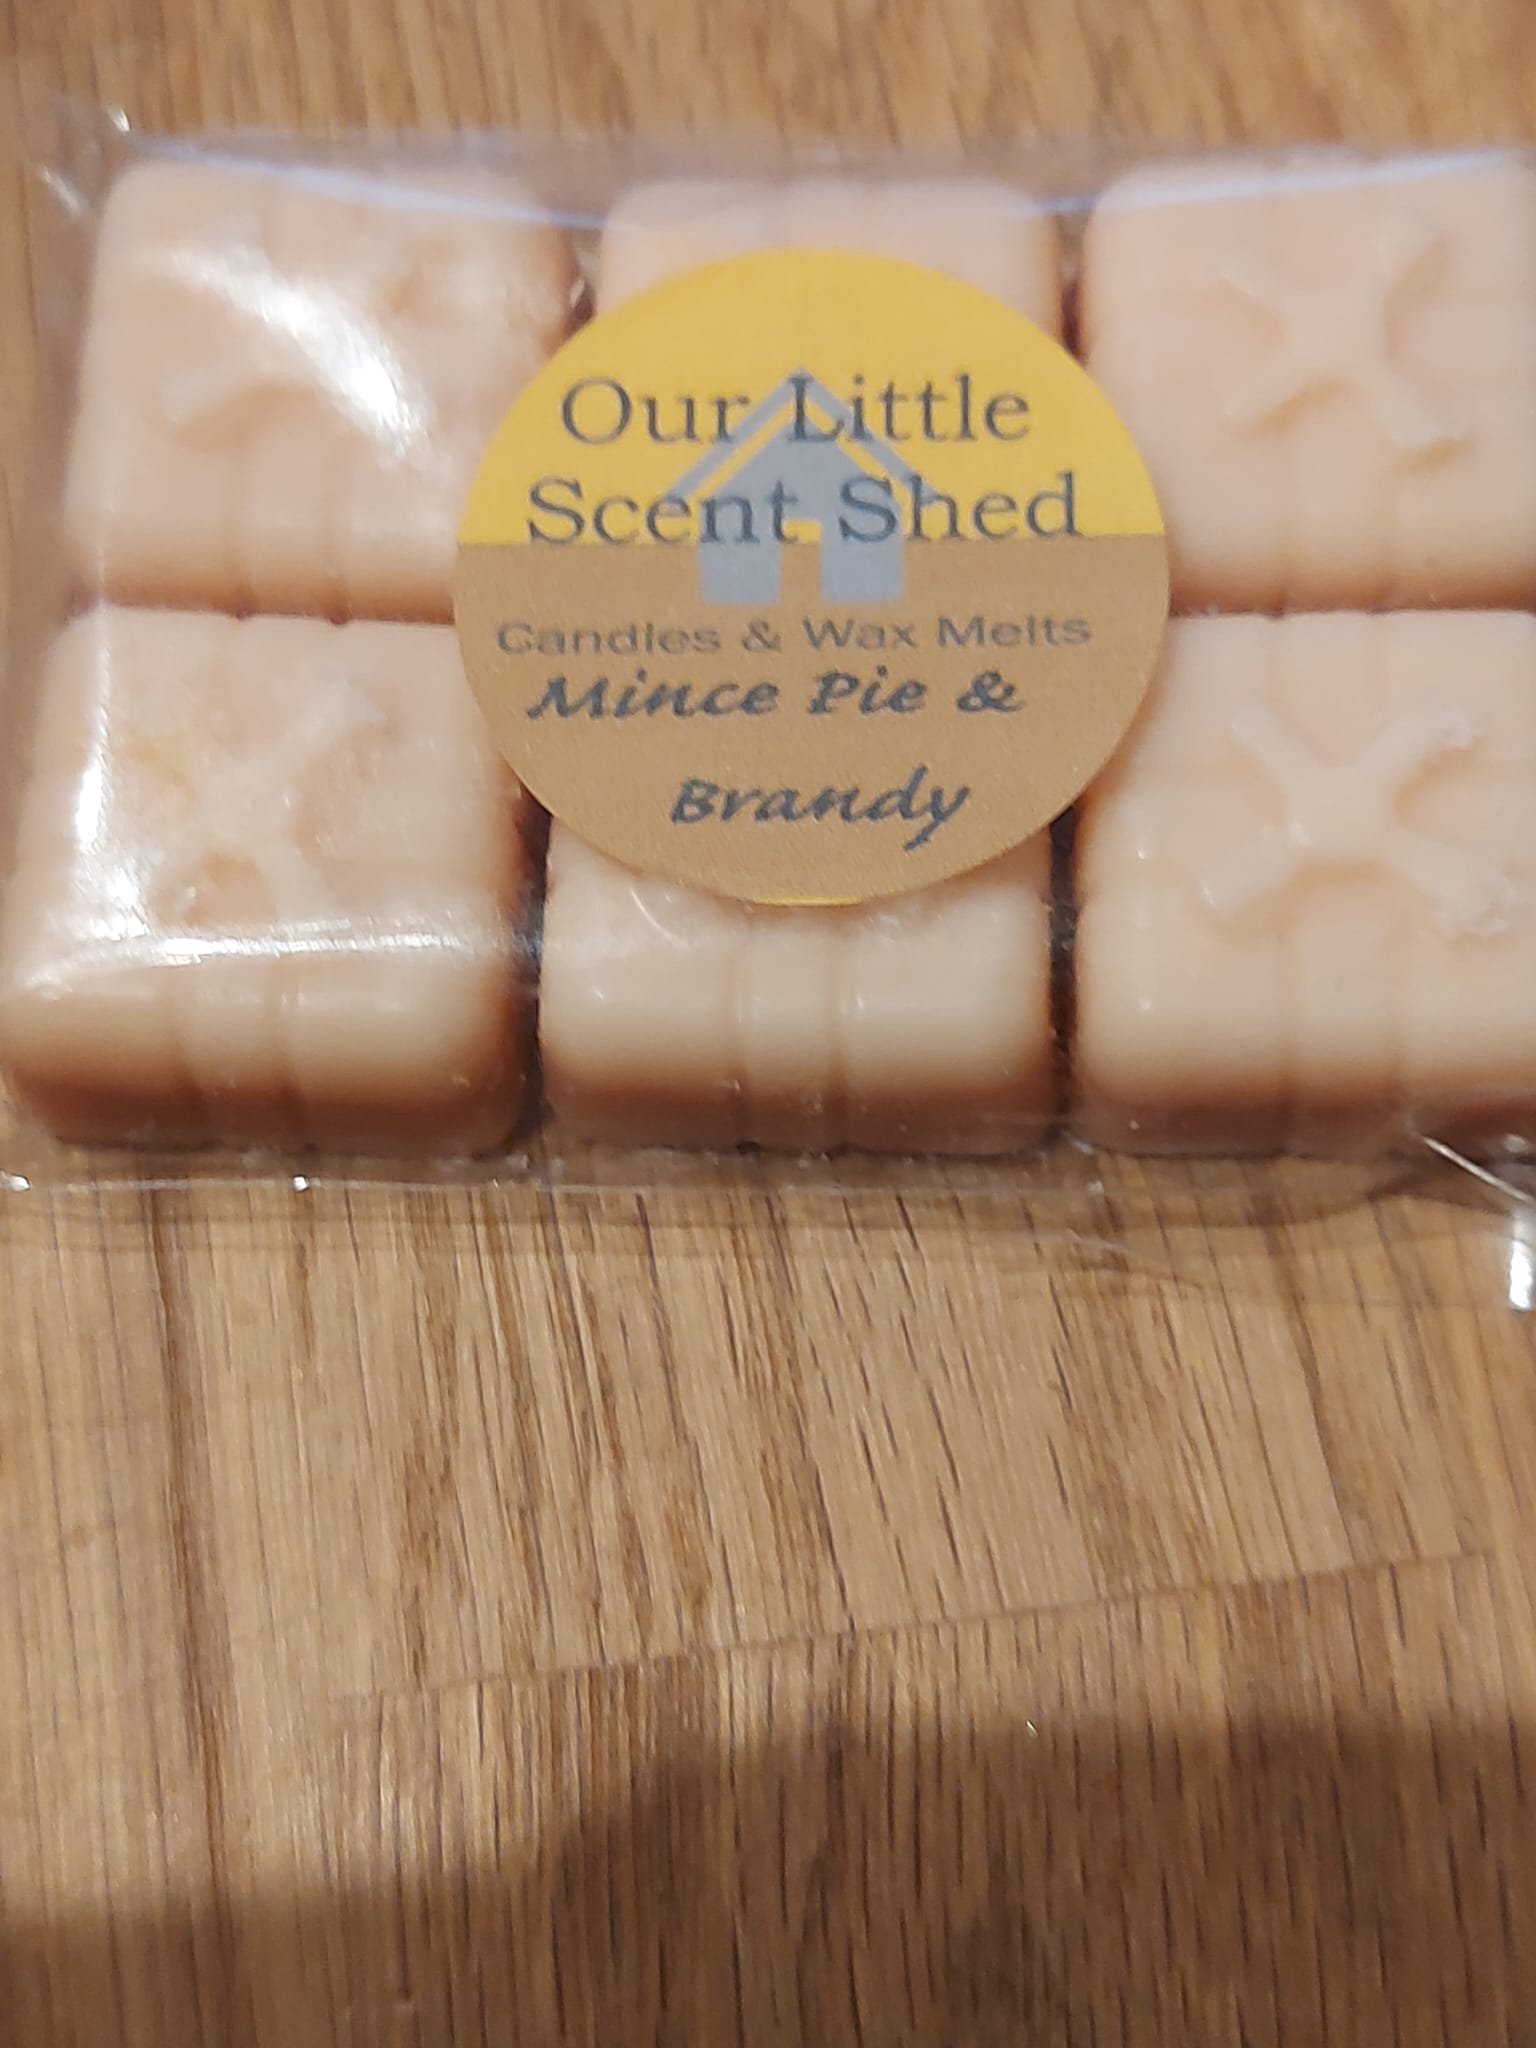 Our Little
Scent Shed
Candles & Wax Melts
Mince Pie &
Brandy